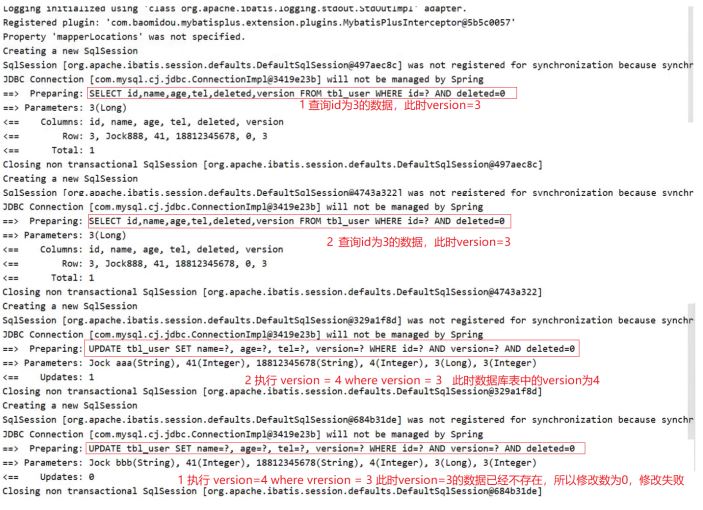 Logging initialized using 'class org.apache.ibatis.logging.stdout.StdOutImpl' adapter.
Registered plugin: 'com.baomidou.mybatisplus.extension.plugins.MybatisPlusInterceptor@5b5c0057'
Property 'mapperLocations' was not specified.
Creating a new SqlSession
SqlSession [org.apache.ibatis.session.defaults.DefaultSqlSession@497aec8c] was not registered for synchronization because synchr
JDBC Connection [com.mysql.cj.jdbc.ConnectionImpl@3419e23b] will not be managed by Spring
==>  Preparing: SELECT id,name,age,tel,deleted,version FROM tbl_user WHERE id=? AND deleted=0
==> Parameters: 3(Long)
1 查询id为3的数据，此时version=3
<==    Columns: id, name, age, tel, deleted, version
<==        Row: 3, Jock888, 41, 18812345678, 0, 3
<==      Total: 1
Closing non transactional SqlSession [org.apache.ibatis.session.defaults.DefaultSqlSession@497aec8c]
Creating a new SqlSession
SqlSession [org.apache.ibatis.session.defaults.DefaultSqlSession@4743a322] was not registered for synchronization because synchr
JDBC Connection [com.mysql.cj.jdbc.ConnectionImpl@3419e23b] will not be managed by Spring
==>  Preparing: SELECT id,name,age,tel,deleted,version FROM tbl_user WHERE id=? AND deleted=0
==> Parameters: 3(Long)
2 查询id为3的数据，此时version=3
<==    Columns: id, name, age, tel, deleted, version
<==        Row: 3, Jock888, 41, 18812345678, 0, 3
<==      Total: 1
Closing non transactional SqlSession [org.apache.ibatis.session.defaults.DefaultSqlSession@4743a322]
Creating a new SqlSession
SqlSession [org.apache.ibatis.session.defaults.DefaultSqlSession@329a1f8d] was not registered for synchronization because synchr
JDBC Connection [com.mysql.cj.jdbc.ConnectionImpl@3419e23b] will not be managed by Spring
==>  Preparing: UPDATE tbl_user SET name=?, age=?, tel=?, version=? WHERE id=? AND version=? AND deleted=0
==> Parameters: Jock aaa(String), 41(Integer), 18812345678(String), 4(Integer), 3(Long), 3(Integer)
<==    Updates: 1
2 执行 version = 4 where version = 3 此时数据库表中的version为4
Closing non transactional SqlSession [org.apache.ibatis.session.defaults.DefaultSqlSession@329a1f8d]
Creating a new SqlSession
SqlSession [org.apache.ibatis.session.defaults.DefaultSqlSession@684b31de] was not registered for synchronization because synchr
JDBC Connection [com.mysql.cj.jdbc.ConnectionImpl@3419e23b] will not be managed by Spring
==>  Preparing: UPDATE tbl_user SET name=?, age=?, tel=?, version=? WHERE id=? AND version=? AND deleted=0
==> Parameters: Jock bbb(String), 41(Integer), 18812345678(String), 4(Integer), 3(Long), 3(Integer)
<==    Updates: 0
1 执行 version=4 where vrersion = 3 此时version=3的数据已经不存在，所以修改数为0，修改失败
Closing non transactional SqlSession [org.apache.ibatis.session.defaults.DefaultSqlSession@684b31de]